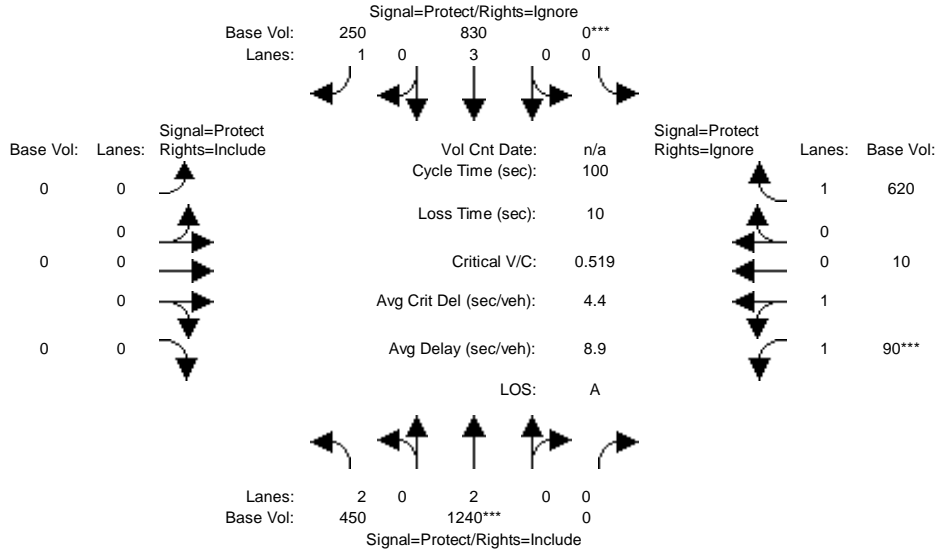 Signal=Protect/Rights=Ignore
Base Vol: 250 830 0***
Lanes: 1 0 3 0 0
Signal=Protect Signal=Protect
Base Vol: Lanes: Rights=Include Vol Cnt Date: n/a Rights=Ignore Lanes: Base Vol:
Cycle Time (sec): 100
0 0 1 620
Loss Time (sec): 10
0 0
0 0 Critical V/C: 0.519 0 10
0 Avg Crit Del (sec/veh): 4.4 1
0 0 Avg Delay (sec/veh): 8.9 1 90***
LOS: A
Lanes: 2 0 2 0 0
Base Vol: 450 1240*** 0
Signal=Protect/Rights=Include